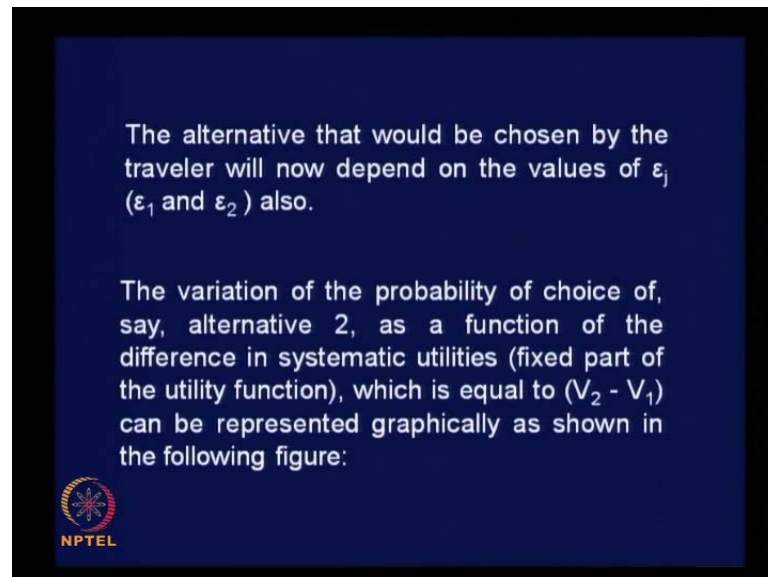 The alternative that would be chosen by the
traveler will now depend on the values of εj
(ε1 and ε2 ) also.
The variation of the probability of choice of,
say, alternative 2, as a function of the
difference in systematic utilities (fixed part of
the utility function), which is equal to (V2 - V1)
can be represented graphically as shown in
the following figure:
NPTEL